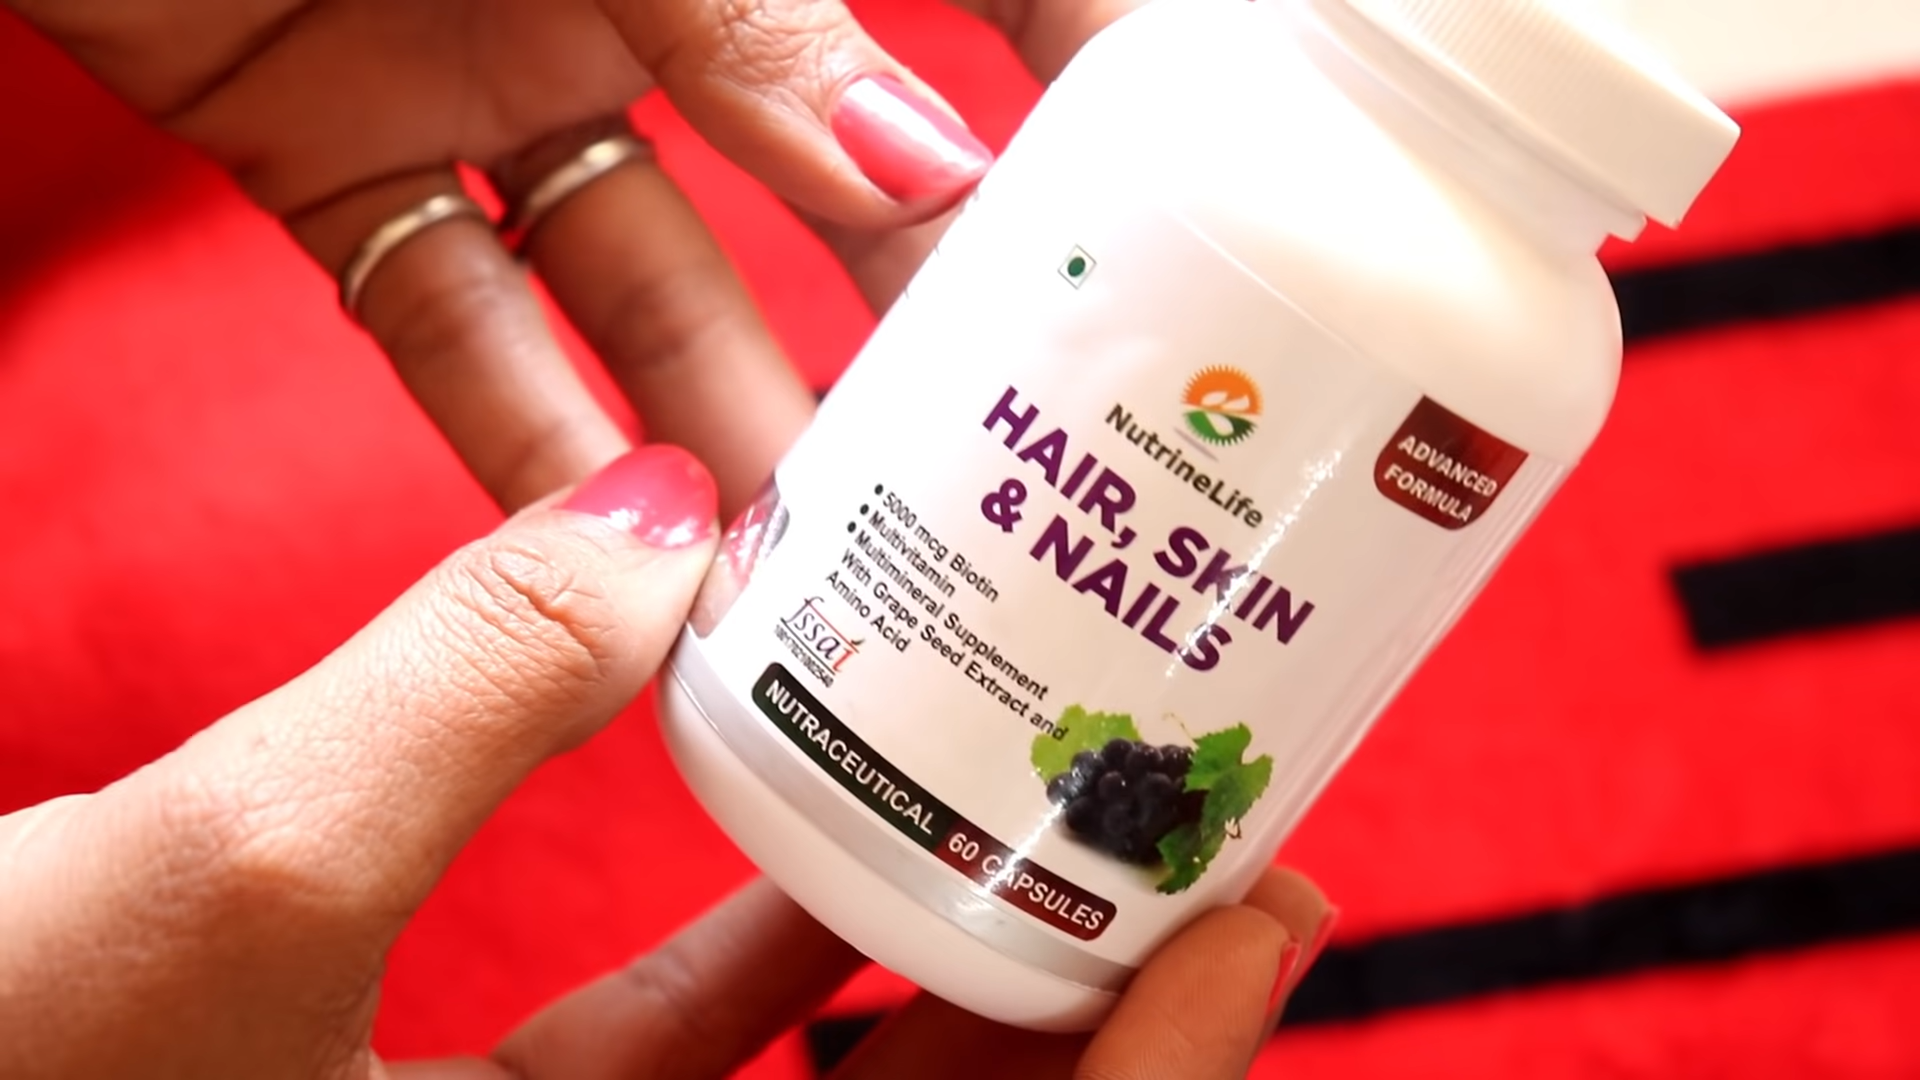 NutrineLife
HAIR, SKIN
& NAILS
ADVANCED
FORMULA
• 5000 mcg Biotin
• Multivitamin
• Multimineral Supplement
With Grape Seed Extract and
Amino Acid
fssai
NUTRACEUTICAL 60 CAPSULES